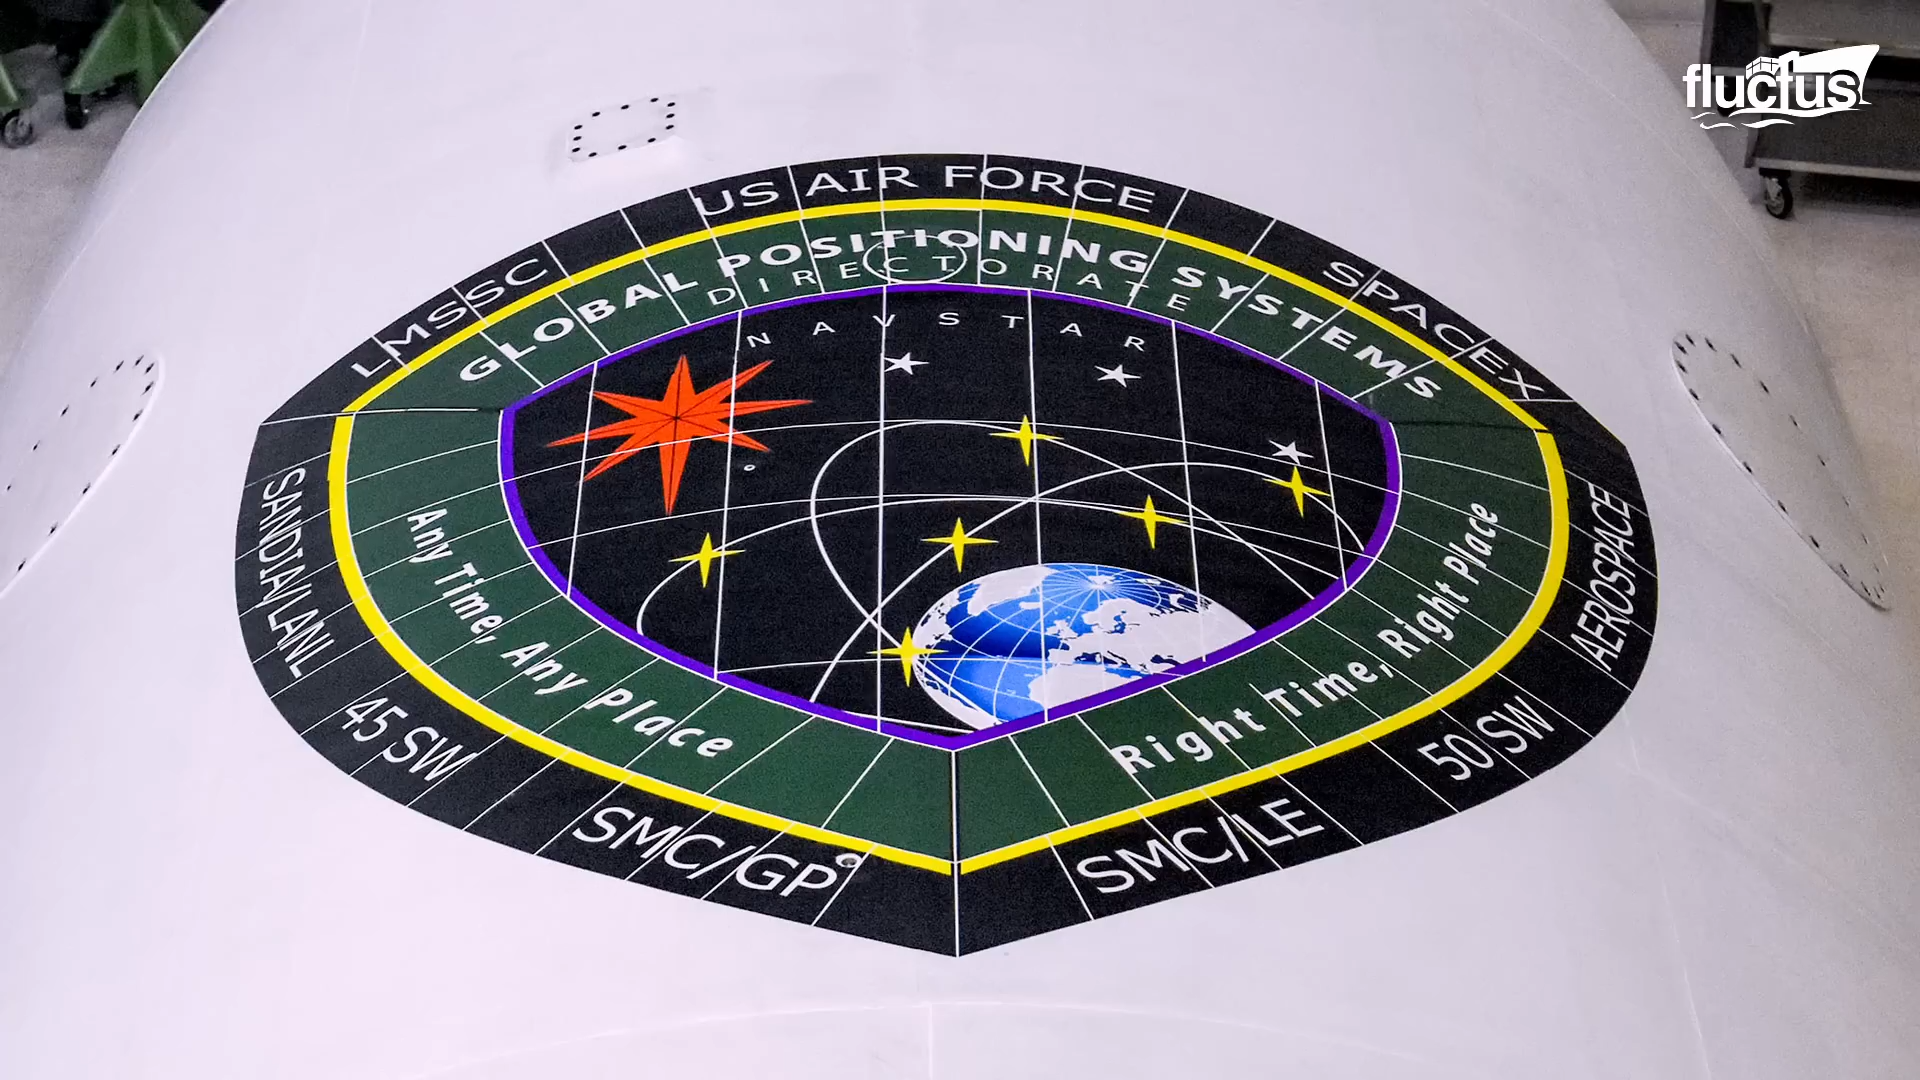 fluctus
US AIR FORCE
LMSSC
SPACEX
GLOBAL POSITIONING SYSTEMS
DIRECTORATE
NAVSTAR
SANDIA/LANL
AEROSPACE
Any Time, Any Place
Right Time, Right Place
45 SW
50 SW
SMC/GP
SMC/LE